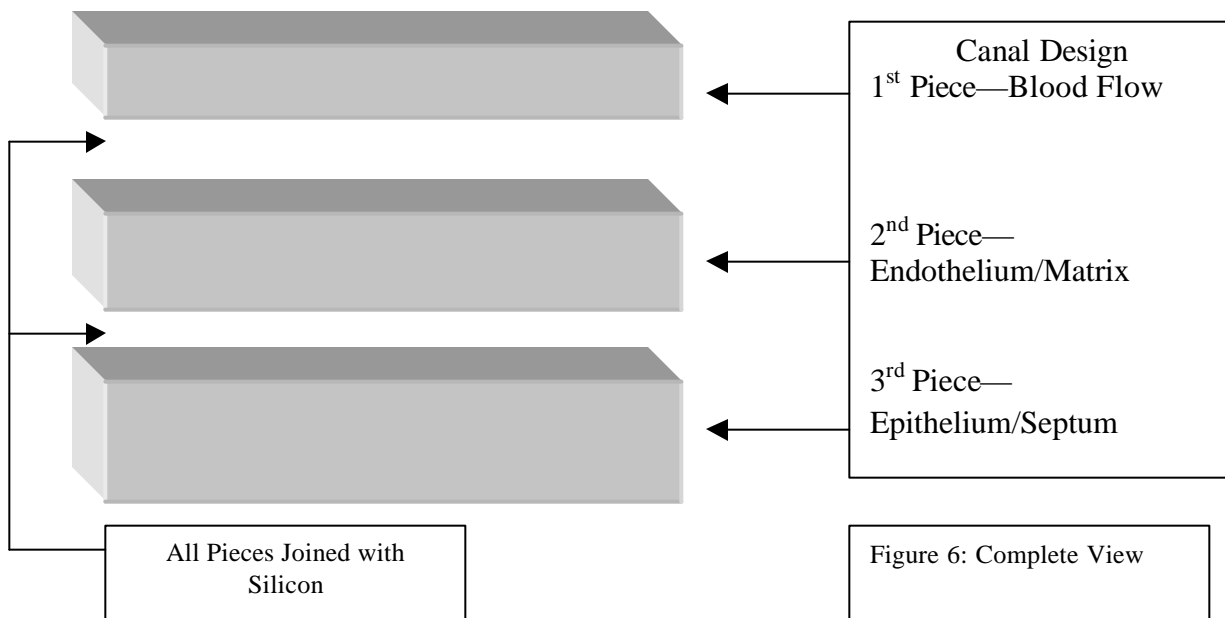 Canal Design
1st Piece—Blood Flow
2nd Piece—
Endothelium/Matrix
3rd Piece—
Epithelium/Septum
All Pieces Joined with
Silicon
Figure 6: Complete View